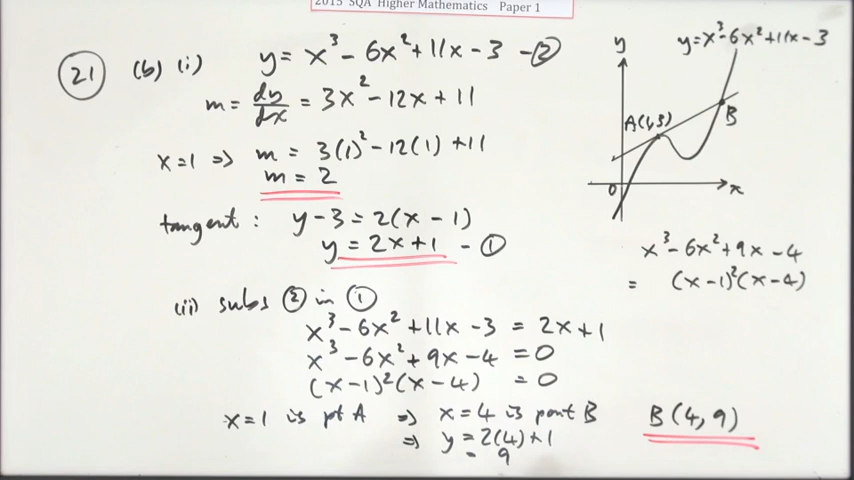 2015 SQA Higher Mathematics Paper 1
21 (b) (i) y = x³ - 6x² + 11x - 3 - ②
m = dy/dx = 3x² - 12x + 11
x = 1 ⇒ m = 3(1)² - 12(1) + 11
m = 2
tangent : y - 3 = 2(x - 1)
y = 2x + 1 - ①
(ii) subs ② in ①
x³ - 6x² + 11x - 3 = 2x + 1
x³ - 6x² + 9x - 4 = 0
(x - 1)²(x - 4) = 0
x = 1 is pt A ⇒ x = 4 is point B
⇒ y = 2(4) + 1
= 9
B(4, 9)
y
y = x³ - 6x² + 11x - 3
A(1,3)
B
0
x
x³ - 6x² + 9x - 4
= (x - 1)²(x - 4)